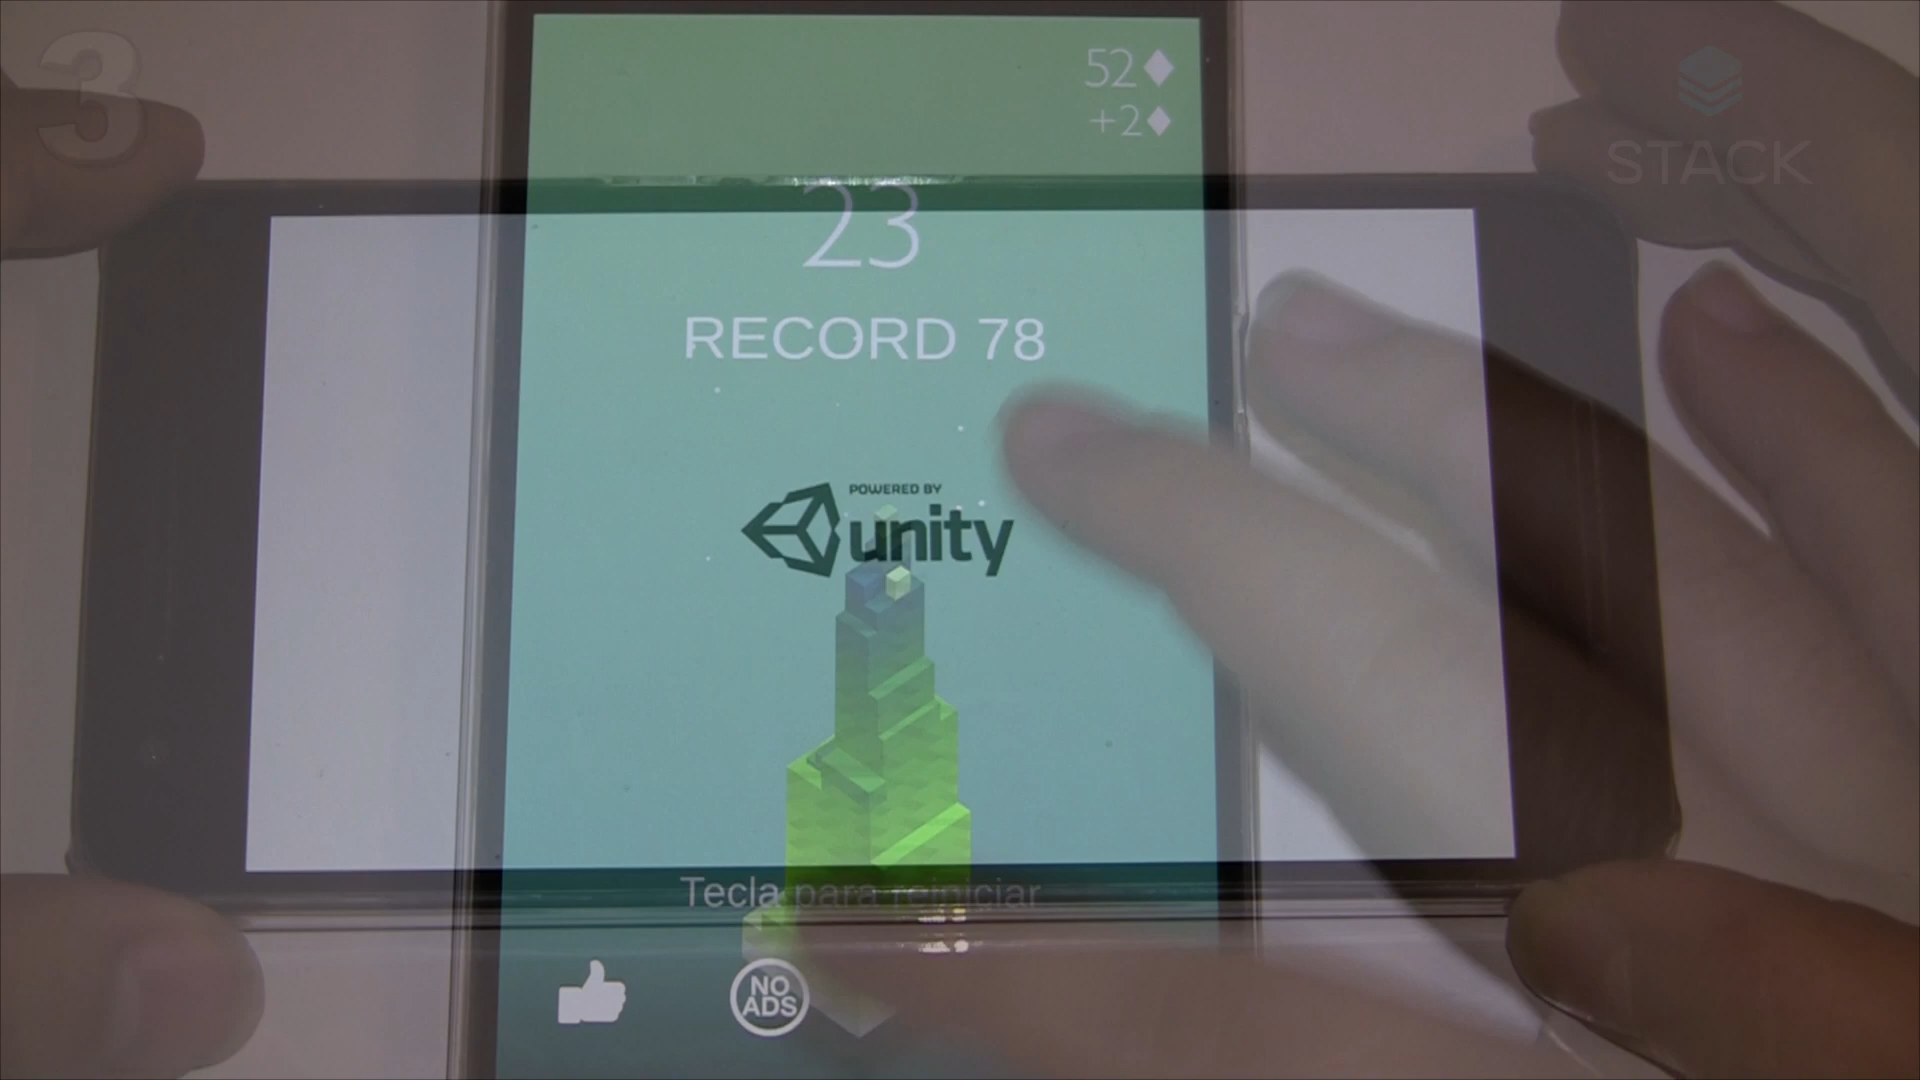 3
52
+2
STACK
23
RECORD 78
POWERED BY
unity
Tecla para reiniciar
NO
ADS